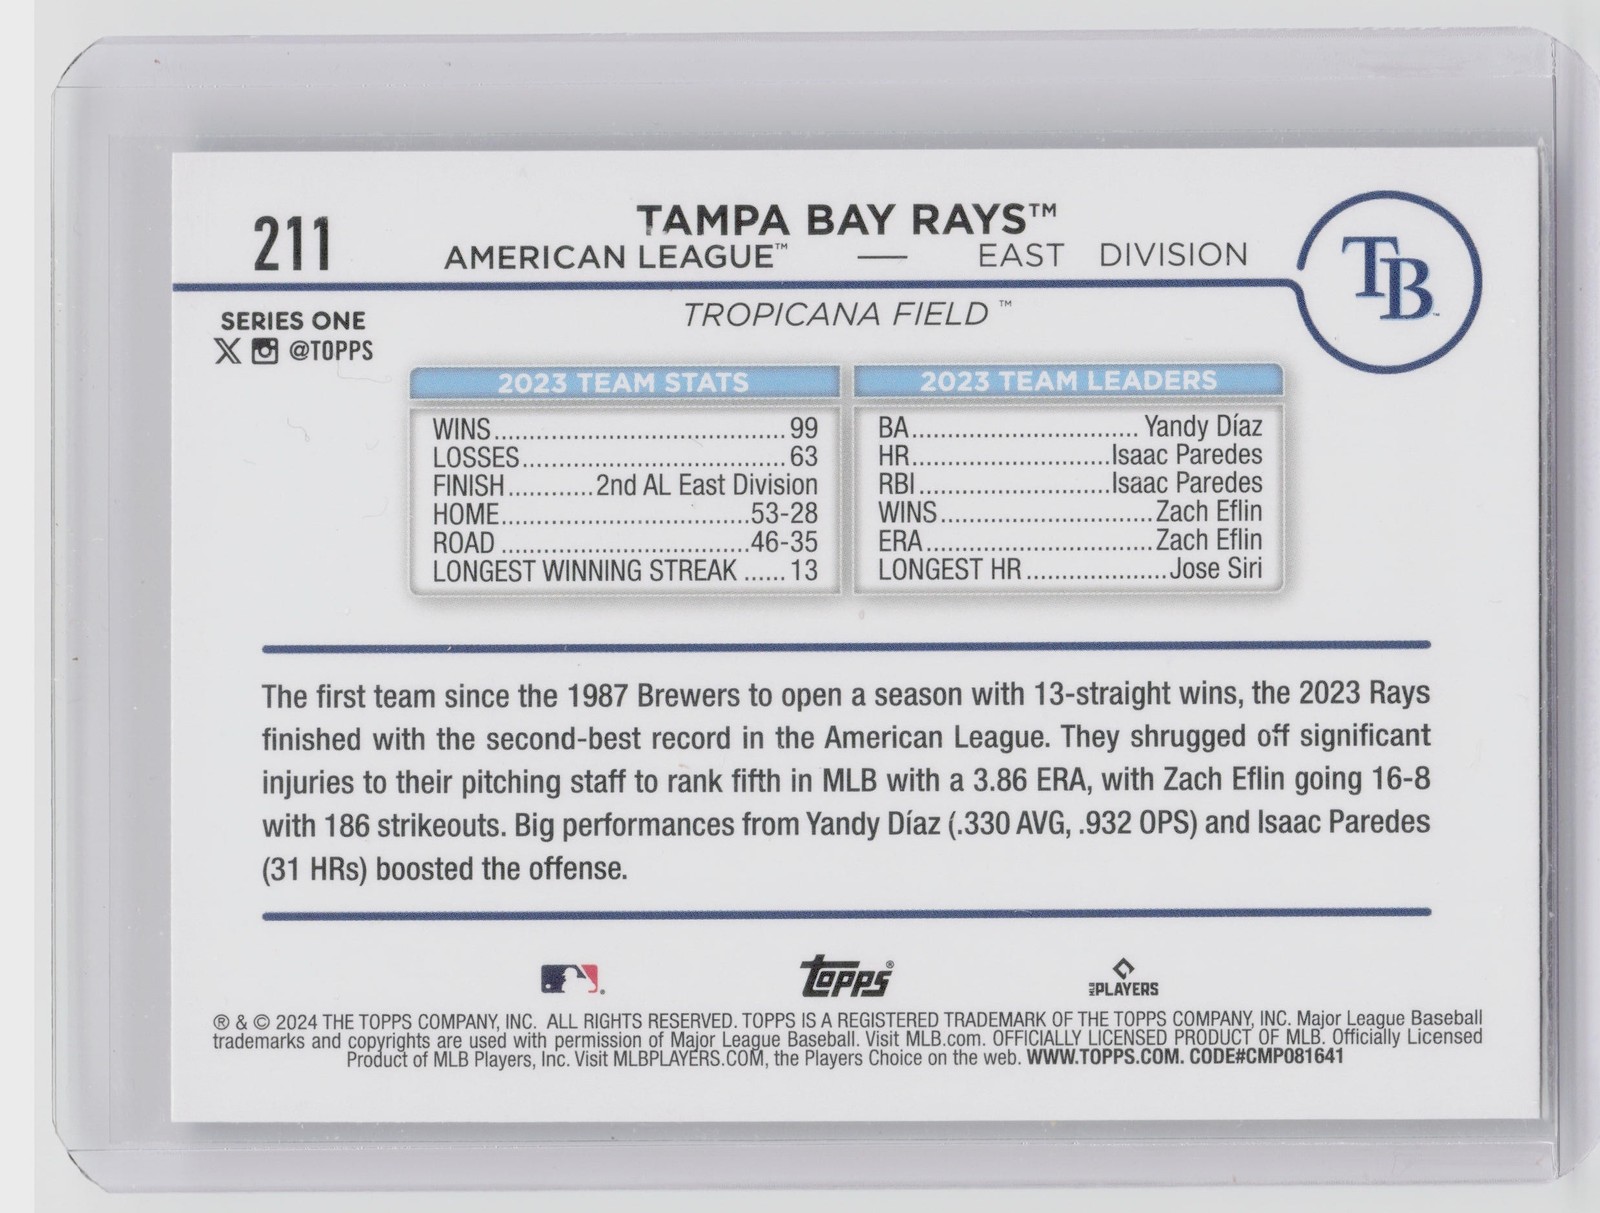 211
TAMPA BAY RAYS™
AMERICAN LEAGUE™ — EAST DIVISION
TB™
TROPICANA FIELD™
SERIES ONE
X @TOPPS
2023 TEAM STATS
WINS.........................................99
LOSSES.....................................63
FINISH............2nd AL East Division
HOME...................................53-28
ROAD ...................................46-35
LONGEST WINNING STREAK ......13
2023 TEAM LEADERS
BA................................ Yandy Díaz
HR............................Isaac Paredes
RBI...........................Isaac Paredes
WINS..............................Zach Eflin
ERA................................Zach Eflin
LONGEST HR....................Jose Siri
The first team since the 1987 Brewers to open a season with 13-straight wins, the 2023 Rays
finished with the second-best record in the American League. They shrugged off significant
injuries to their pitching staff to rank fifth in MLB with a 3.86 ERA, with Zach Eflin going 16-8
with 186 strikeouts. Big performances from Yandy Díaz (.330 AVG, .932 OPS) and Isaac Paredes
(31 HRs) boosted the offense.
Topps®
MLB PLAYERS
® & © 2024 THE TOPPS COMPANY, INC. ALL RIGHTS RESERVED. TOPPS IS A REGISTERED TRADEMARK OF THE TOPPS COMPANY, INC. Major League Baseball
trademarks and copyrights are used with permission of Major League Baseball. Visit MLB.com. OFFICIALLY LICENSED PRODUCT OF MLB. Officially Licensed
Product of MLB Players, Inc. Visit MLBPLAYERS.COM, the Players Choice on the web. WWW.TOPPS.COM. CODE#CMP081641